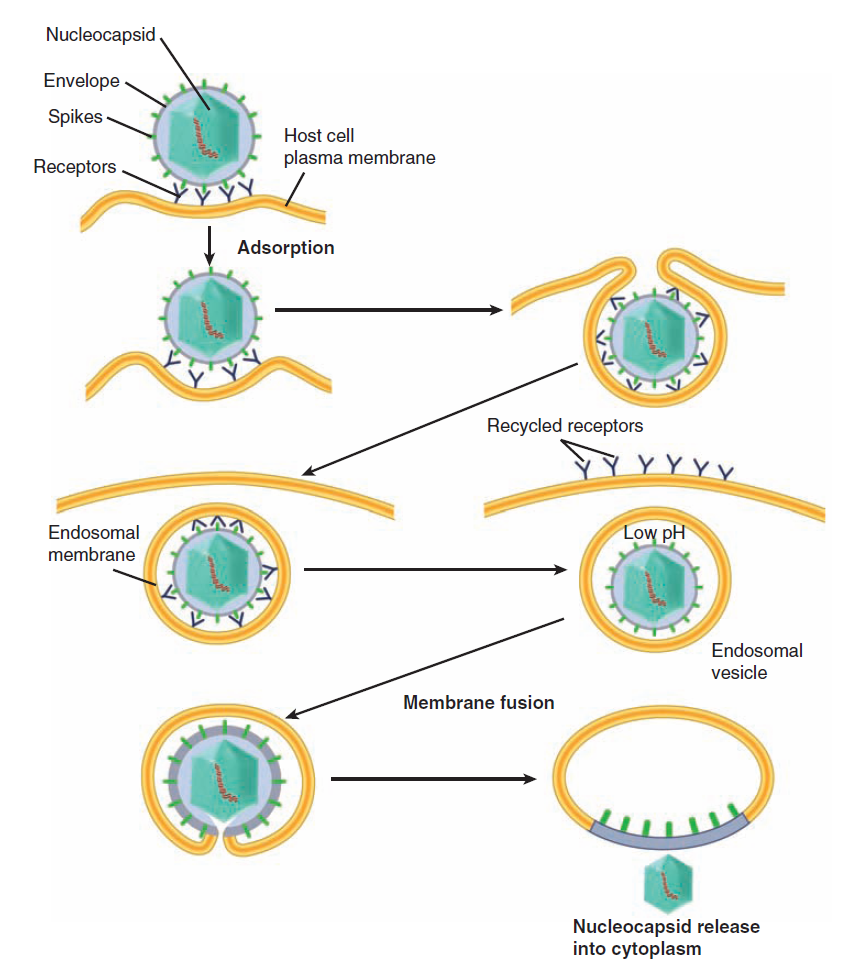 Nucleocapsid
Envelope
Spikes
Receptors
Host cell
plasma membrane
Adsorption
Recycled receptors
Endosomal
membrane
Low pH
Endosomal
vesicle
Membrane fusion
Nucleocapsid release
into cytoplasm